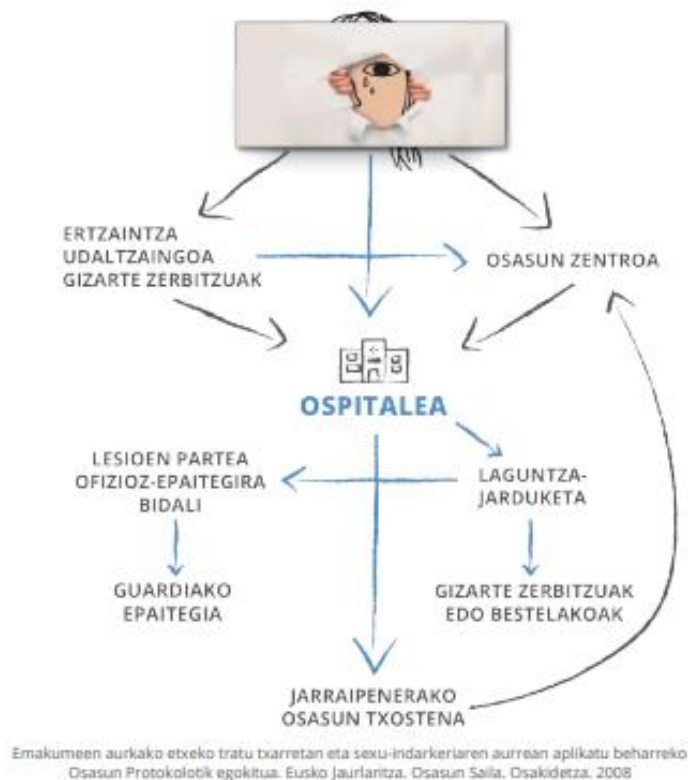 ERTZAINTZA
UDALTZAINGOA
GIZARTE ZERBITZUAK
OSASUN ZENTROA
OSPITALEA
LESIOEN PARTEA
OFIZIOZ-EPAITEGIRA
BIDALI
LAGUNTZA-
JARDUKETA
GUARDIAKO
EPAITEGIA
GIZARTE ZERBITZUAK
EDO BESTELAKOAK
JARRAIPENERAKO
OSASUN TXOSTENA
Emakumeen aurkako etxeko tratu txarretan eta sexu-indarkeriaren aurrean aplikatu beharreko
Osasun Protokolotik egokitua. Eusko Jaurlaritza. Osasun Saila. Osakidetza. 2008